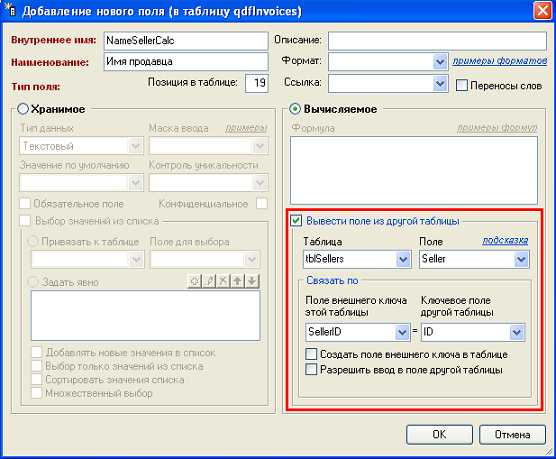 Добавление нового поля (в таблицу qdfInvoices)
Внутреннее имя: NameSellerCalc Описание:
Наименование: Имя продавца Формат: примеры форматов
Тип поля: Позиция в таблице: 19 Ссылка: Переносы слов
Хранимое
Тип данных Маска ввода примеры
Текстовый
Значение по умолчанию Контроль уникальности
Обязательное поле Конфиденциальное
Выбор значений из списка
Привязать к таблице Поле для выбора
Задать явно
Добавлять новые значения в список
Выбор только значений из списка
Сортировать значения списка
Множественный выбор
Вычисляемое
Формула примеры формул
Вывести поле из другой таблицы
Таблица Поле подсказка
tblSellers Seller
Связать по
Поле внешнего ключа Ключевое поле
этой таблицы другой таблицы
SellerID = ID
Создать поле внешнего ключа в таблице
Разрешить ввод в поле другой таблицы
OK Отмена